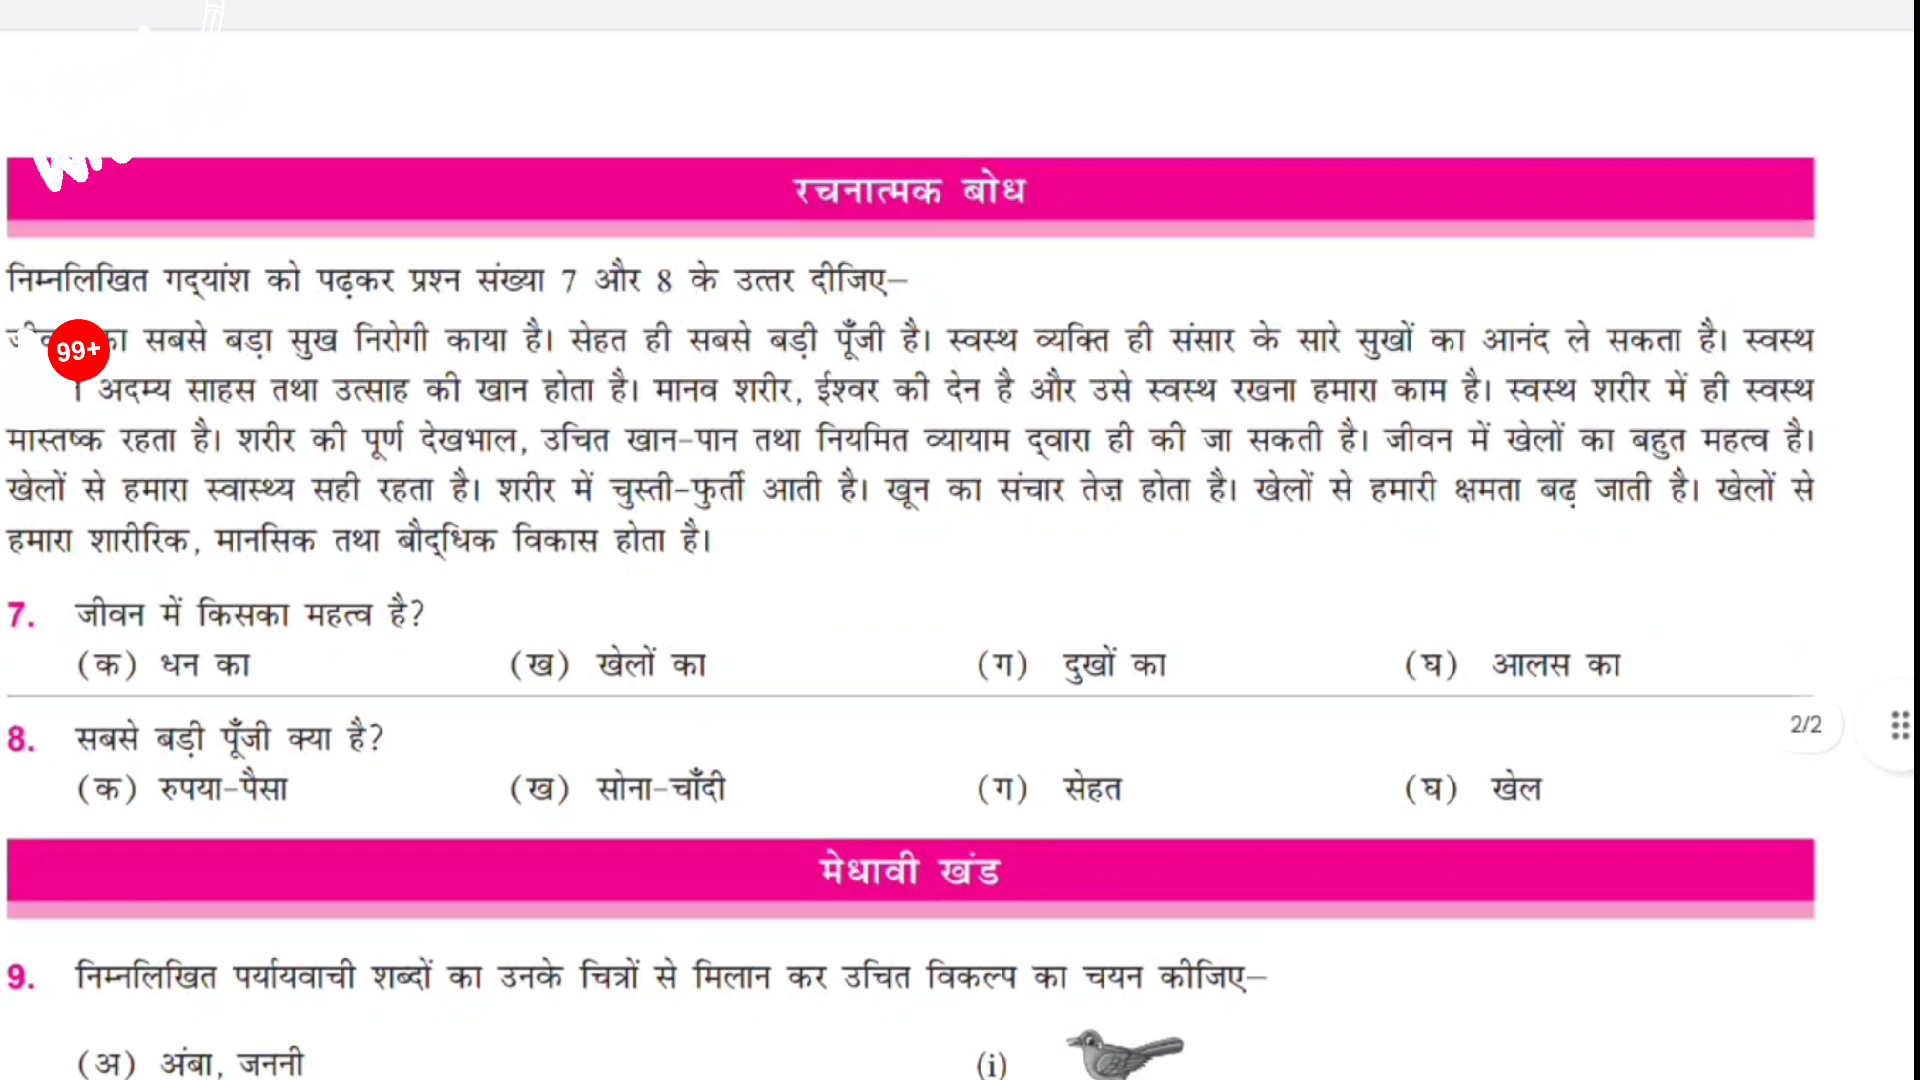 रचनात्मक बोध
निम्नलिखित गद्यांश को पढ़कर प्रश्न संख्या 7 और 8 के उत्तर दीजिए–
का सबसे बड़ा सुख निरोगी काया है। सेहत ही सबसे बड़ी पूँजी है। स्वस्थ व्यक्ति ही संसार के सारे सुखों का आनंद ले सकता है। स्वस्थ
99+
अदम्य साहस तथा उत्साह की खान होता है। मानव शरीर, ईश्वर की देन है और उसे स्वस्थ रखना हमारा काम है। स्वस्थ शरीर में ही स्वस्थ
मास्तष्क रहता है। शरीर की पूर्ण देखभाल, उचित खान-पान तथा नियमित व्यायाम द्वारा ही की जा सकती है। जीवन में खेलों का बहुत महत्व है।
खेलों से हमारा स्वास्थ्य सही रहता है। शरीर में चुस्ती-फुर्ती आती है। खून का संचार तेज़ होता है। खेलों से हमारी क्षमता बढ़ जाती है। खेलों से
हमारा शारीरिक, मानसिक तथा बौद्धिक विकास होता है।
7. जीवन में किसका महत्व है?
(क) धन का (ख) खेलों का (ग) दुखों का (घ) आलस का
2/2
8. सबसे बड़ी पूँजी क्या है?
(क) रुपया-पैसा (ख) सोना-चाँदी (ग) सेहत (घ) खेल
मेधावी खंड
9. निम्नलिखित पर्यायवाची शब्दों का उनके चित्रों से मिलान कर उचित विकल्प का चयन कीजिए–
(अ) अंबा, जननी (i)